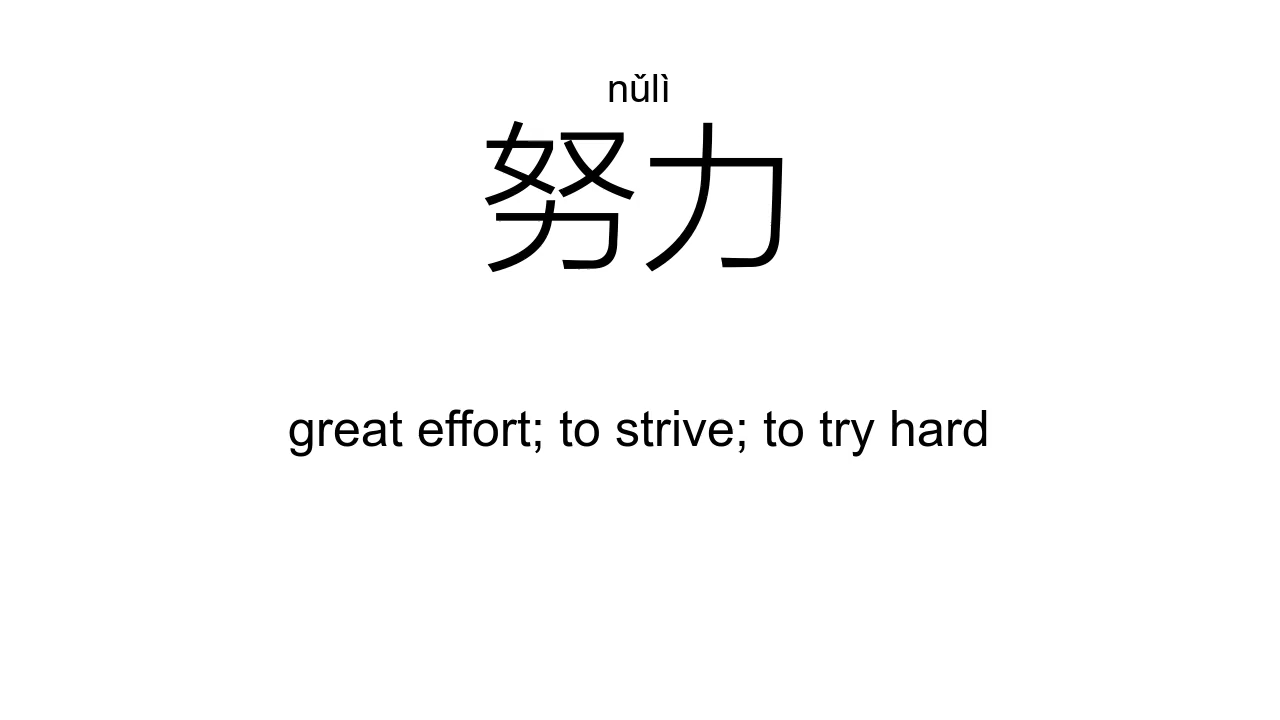 nǔlì
努力
great effort; to strive; to try hard